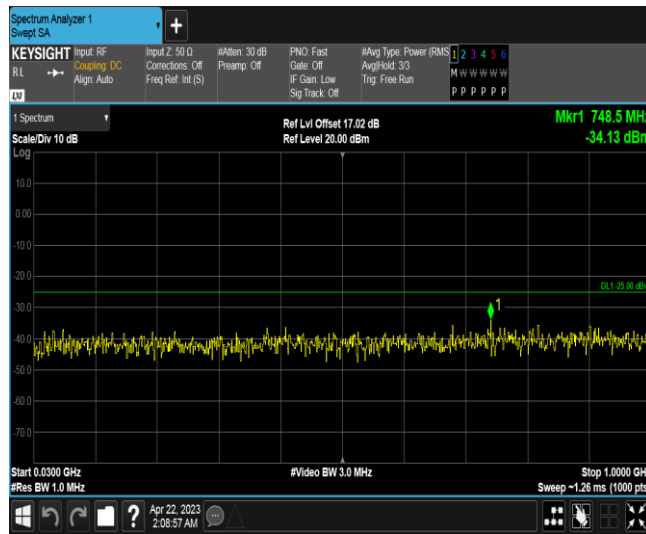 Spectrum Analyzer 1
Swept SA
KEYSIGHT
RL
LXI
Input: RF
Coupling: DC
Align: Auto
Input Z: 50 Ω
Corrections: Off
Freq Ref: Int (S)
#Atten: 30 dB
Preamp: Off
PNO: Fast
Gate: Off
IF Gain: Low
Sig Track: Off
#Avg Type: Power (RMS
Avg|Hold: 3/3
Trig: Free Run
1 2 3 4 5 6
M W W W W W
P P P P P P
1 Spectrum
Scale/Div 10 dB
Log
Ref Lvl Offset 17.02 dB
Ref Level 20.00 dBm
Mkr1 748.5 MHz
-34.13 dBm
10.0
0.00
-10.0
-20.0
DL1 -25.00 dBm
-30.0
1
-40.0
-50.0
-60.0
-70.0
Start 0.0300 GHz
#Res BW 1.0 MHz
#Video BW 3.0 MHz
Stop 1.0000 GH
Sweep ~1.26 ms (1000 pts
?
Apr 22, 2023
2:08:57 AM